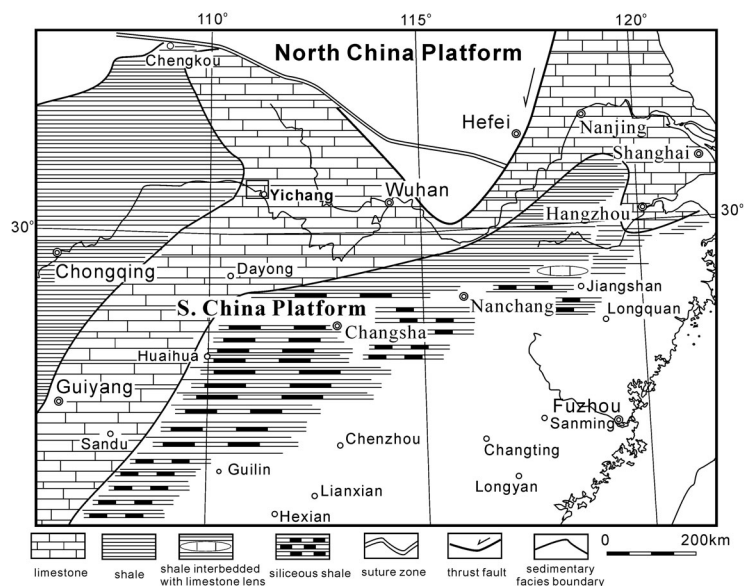 110°
115°
120°
North China Platform
Chengkou
Hefei
Nanjing
Shanghai
Yichang
Wuhan
Hangzhou
30°
30°
Chongqing
Dayong
Jiangshan
S. China Platform
Nanchang
Longquan
Changsha
Huaihua
Guiyang
Fuzhou
Sanming
Sandu
Chenzhou
Changting
Guilin
Longyan
Lianxian
Hexian
0 200km
limestone
shale
shale interbedded
with limestone lens
siliceous shale
suture zone
thrust fault
sedimentary
facies boundary